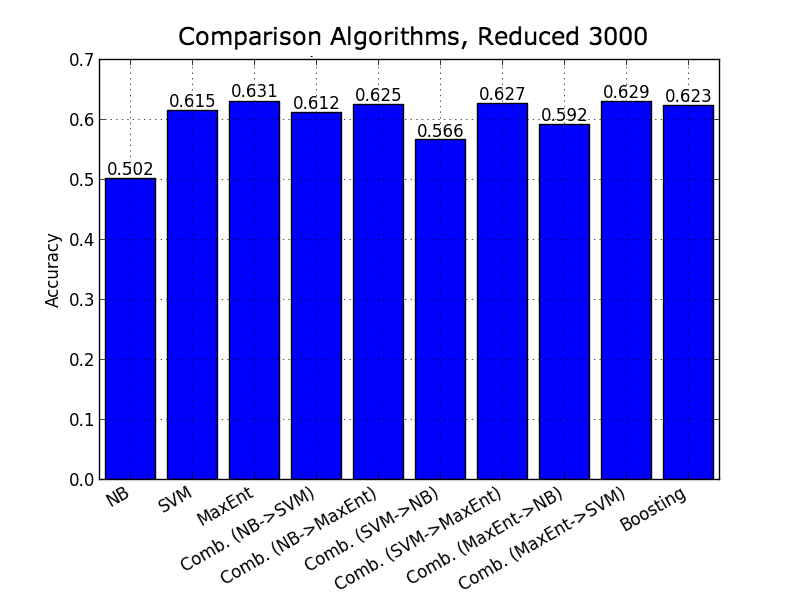 Comparison Algorithms, Reduced 3000
0.7
0.6
0.5
0.4
0.3
0.2
0.1
0.0
Accuracy
0.502
0.615
0.631
0.612
0.625
0.566
0.627
0.592
0.629
0.623
NB
SVM
MaxEnt
Comb. (NB->SVM)
Comb. (NB->MaxEnt)
Comb. (SVM->NB)
Comb. (SVM->MaxEnt)
Comb. (MaxEnt->NB)
Comb. (MaxEnt->SVM)
Boosting